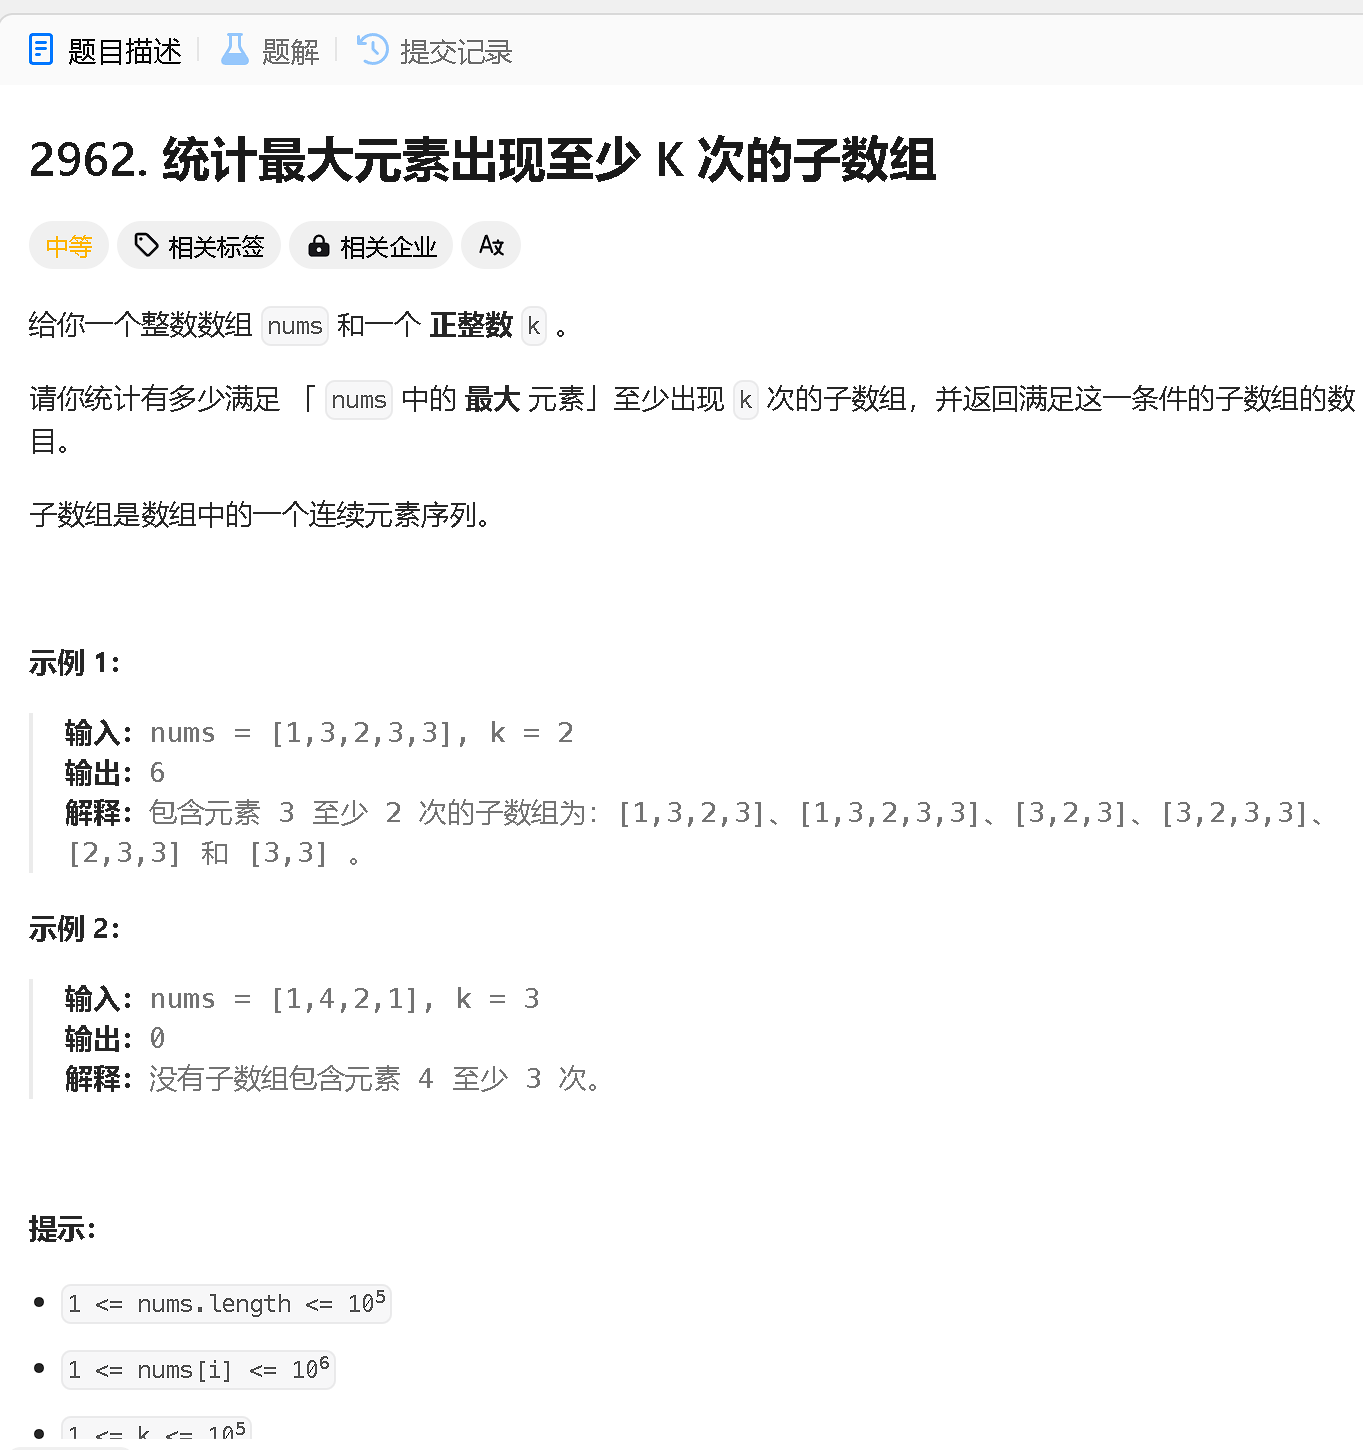 题目描述 题解 提交记录
2962. 统计最大元素出现至少 K 次的子数组
中等 相关标签 相关企业 A文
给你一个整数数组 nums 和一个 正整数 k 。
请你统计有多少满足 「 nums 中的 最大 元素」至少出现 k 次的子数组，并返回满足这一条件的子数组的数
目。
子数组是数组中的一个连续元素序列。
示例 1：
输入：nums = [1,3,2,3,3], k = 2
输出：6
解释：包含元素 3 至少 2 次的子数组为：[1,3,2,3]、[1,3,2,3,3]、[3,2,3]、[3,2,3,3]、
[2,3,3] 和 [3,3] 。
示例 2：
输入：nums = [1,4,2,1], k = 3
输出：0
解释：没有子数组包含元素 4 至少 3 次。
提示：
1 <= nums.length <= 10⁵
1 <= nums[i] <= 10⁶
1 <= k <= 10⁵